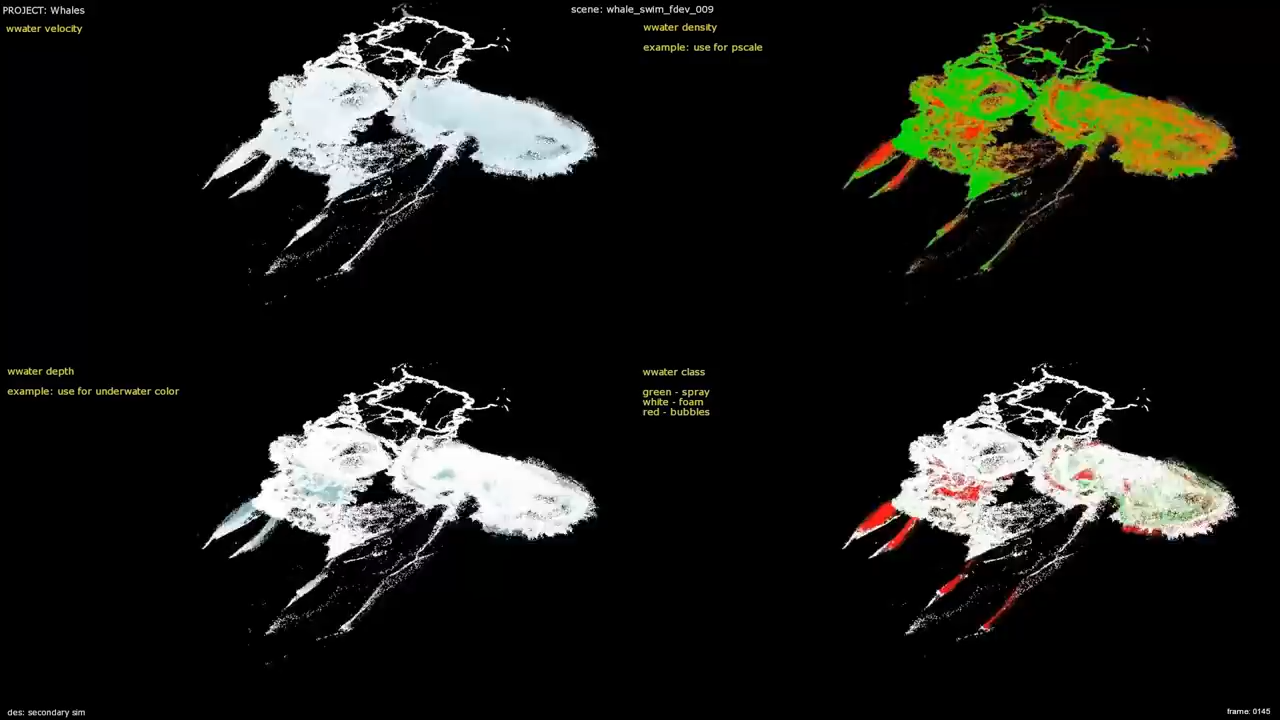 PROJECT: Whales
scene: whale_swim_fdev_009
wwater velocity
wwater density
example: use for pscale
wwater depth
example: use for underwater color
wwater class
green - spray
white - foam
red - bubbles
des: secondary sim
frame: 0145